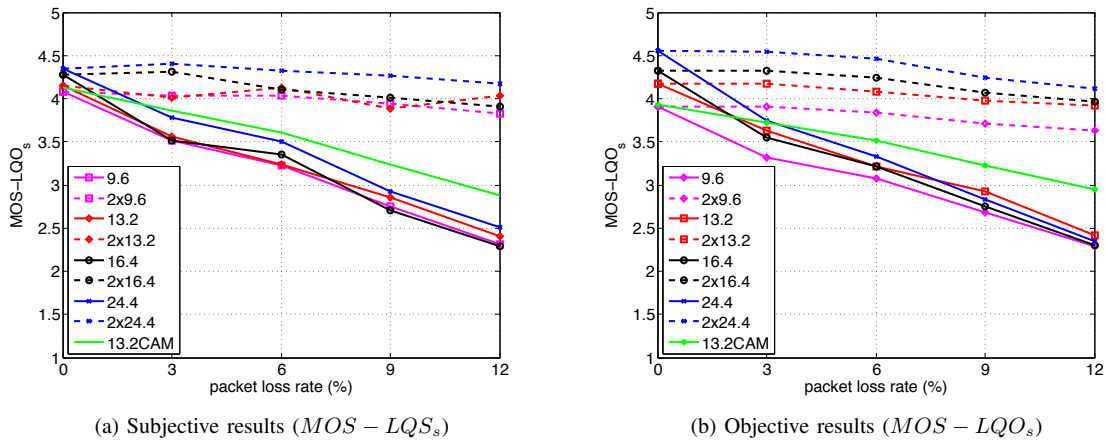 5
4.5
4
3.5
3
2.5
2
1.5
1
MOS−LQO_s
9.6
2x9.6
13.2
2x13.2
16.4
2x16.4
24.4
2x24.4
13.2CAM
0 3 6 9 12
packet loss rate (%)
(a) Subjective results (MOS − LQS_s)
5
4.5
4
3.5
3
2.5
2
1.5
1
MOS−LQO_s
9.6
2x9.6
13.2
2x13.2
16.4
2x16.4
24.4
2x24.4
13.2CAM
0 3 6 9 12
packet loss rate (%)
(b) Objective results (MOS − LQO_s)